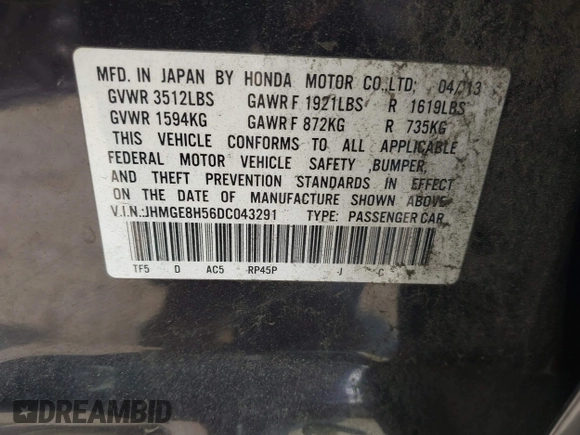 MFD. IN JAPAN BY HONDA MOTOR CO.,LTD; 04/13
GVWR 3512LBS GAWR F 1921LBS R 1619LBS
GVWR 1594KG GAWR F 872KG R 735KG
THIS VEHICLE CONFORMS TO ALL APPLICABLE
FEDERAL MOTOR VEHICLE SAFETY ,BUMPER,
AND THEFT PREVENTION STANDARDS IN EFFECT
ON THE DATE OF MANUFACTURE SHOWN ABOVE
V.I.N.:JHMGE8H56DC043291 TYPE: PASSENGER CAR
TF5 D AC5 RP45P J C
DREAMBID